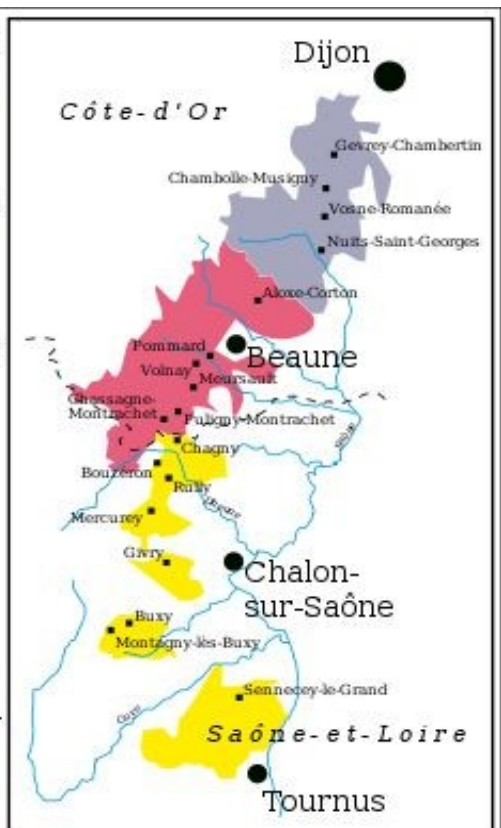 Dijon
Côte-d'Or
Gevrey-Chambertin
Chambolle-Musigny
Vosne-Romanée
Nuits-Saint-Georges
Aloxe-Corton
Pommard
Beaune
Volnay
Meursault
Chassagne-
Montrachet
Puligny-Montrachet
Chagny
Bouzeron
Rully
Mercurey
Givry
Chalon-
sur-Saône
Buxy
Montagny-lès-Buxy
Sennecey-le-Grand
Saône-et-Loire
Tournus